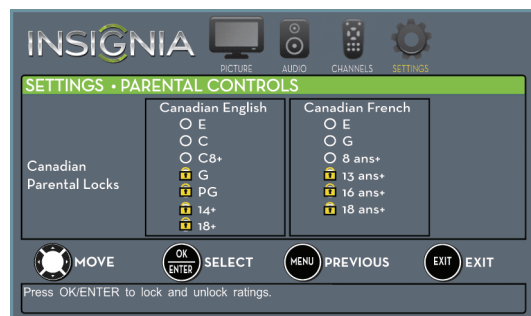 INSIGNIA
PICTURE AUDIO CHANNELS SETTINGS
SETTINGS • PARENTAL CONTROLS
Canadian Parental Locks
Canadian English
E
C
C8+
G
PG
14+
18+
Canadian French
E
G
8 ans+
13 ans+
16 ans+
18 ans+
MOVE
OK
ENTER
SELECT
MENU
PREVIOUS
EXIT
EXIT
Press OK/ENTER to lock and unlock ratings.